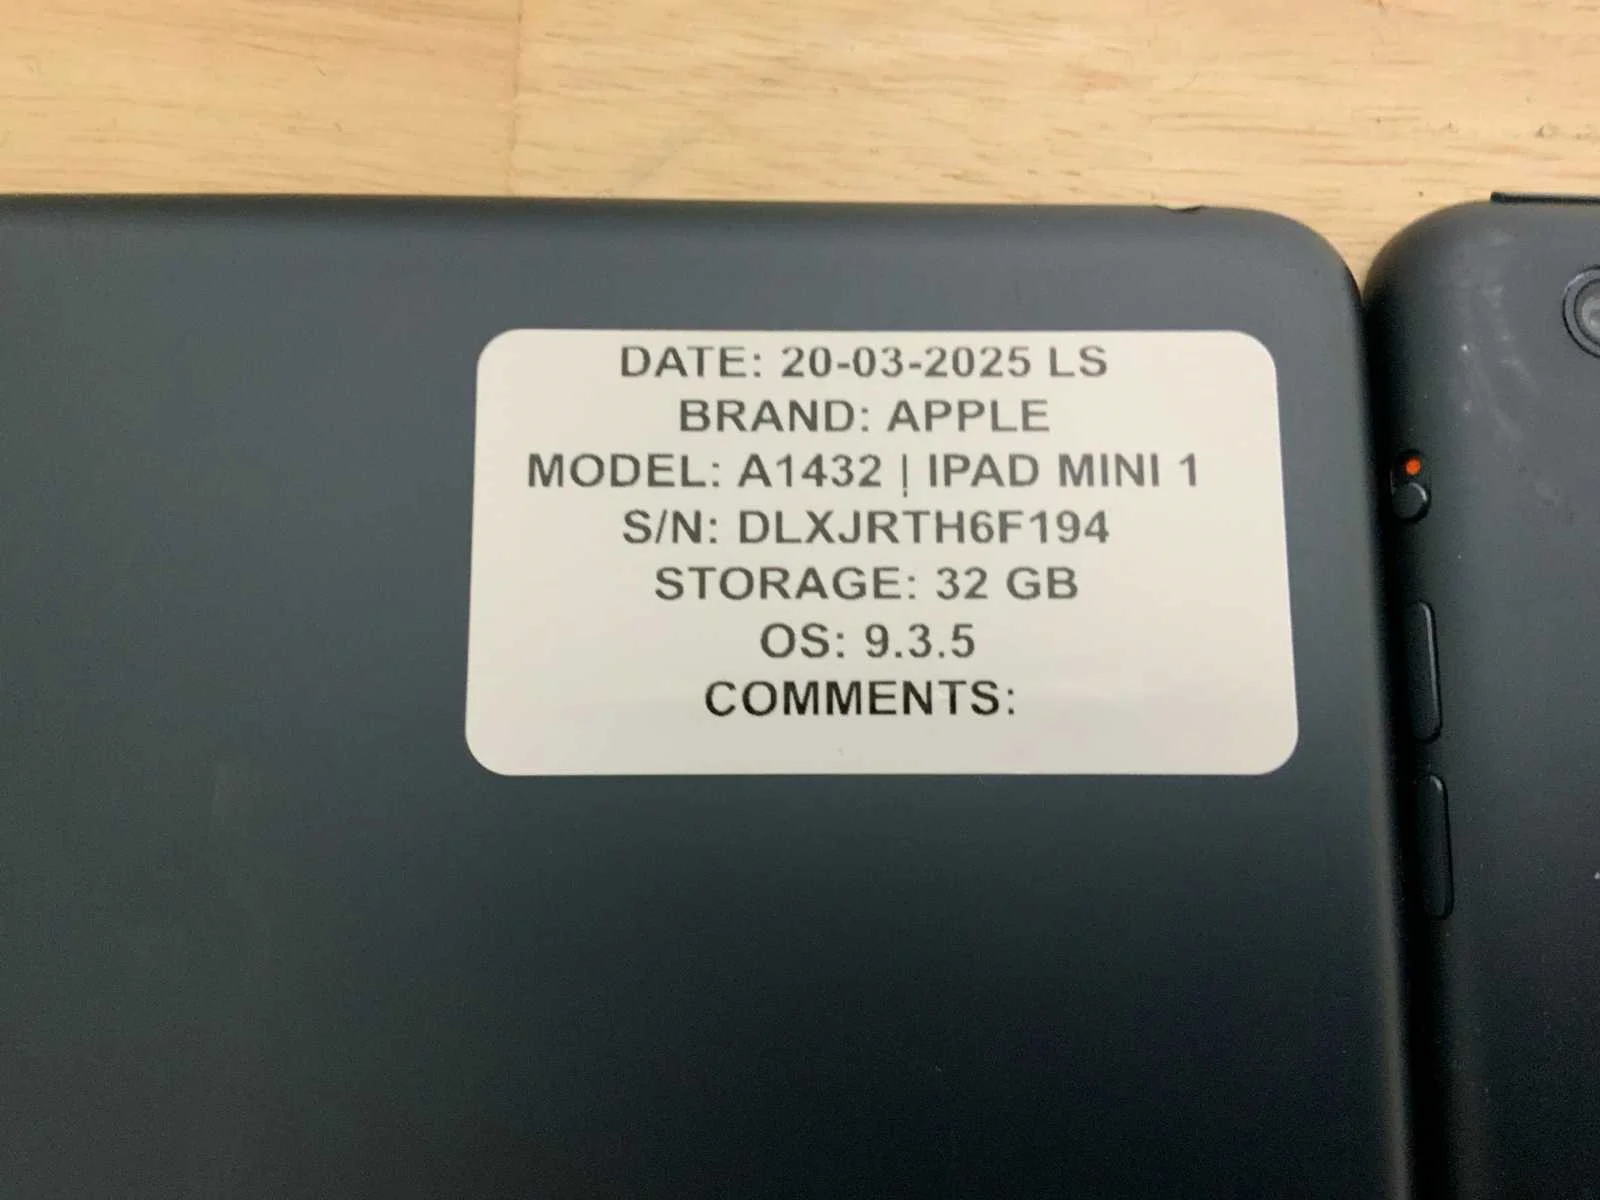 DATE: 20-03-2025 LS
BRAND: APPLE
MODEL: A1432 | IPAD MINI 1
S/N: DLXJRTH6F194
STORAGE: 32 GB
OS: 9.3.5
COMMENTS: